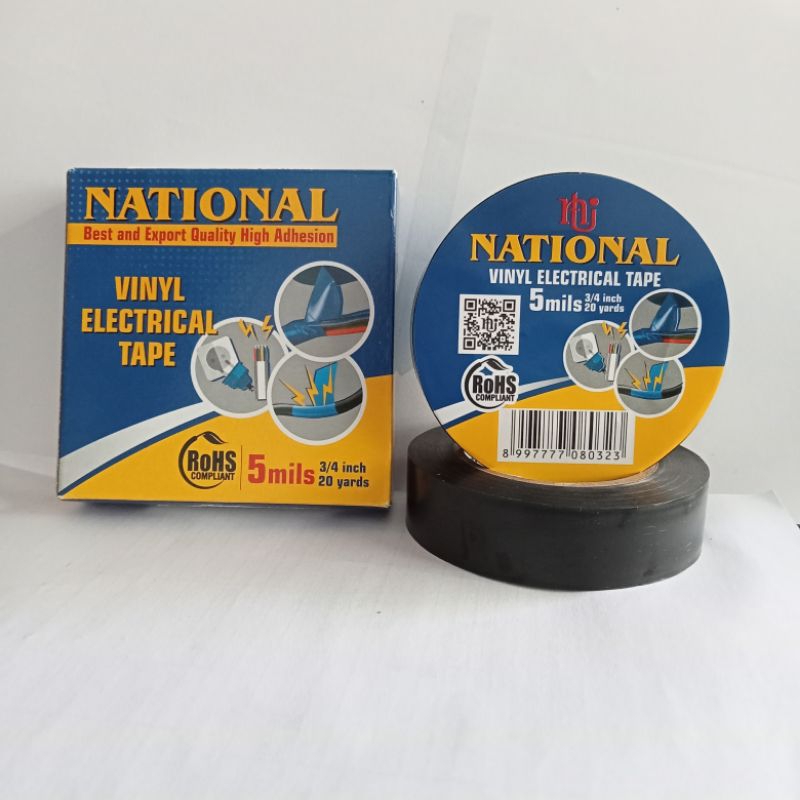 NATIONAL
Best and Export Quality High Adhesion
VINYL
ELECTRICAL
TAPE
RoHS
COMPLIANT
5mils
3/4 inch
20 yards
NATIONAL
VINYL ELECTRICAL TAPE
5mils
3/4 inch
20 yards
RoHS
COMPLIANT
8 997777 080323